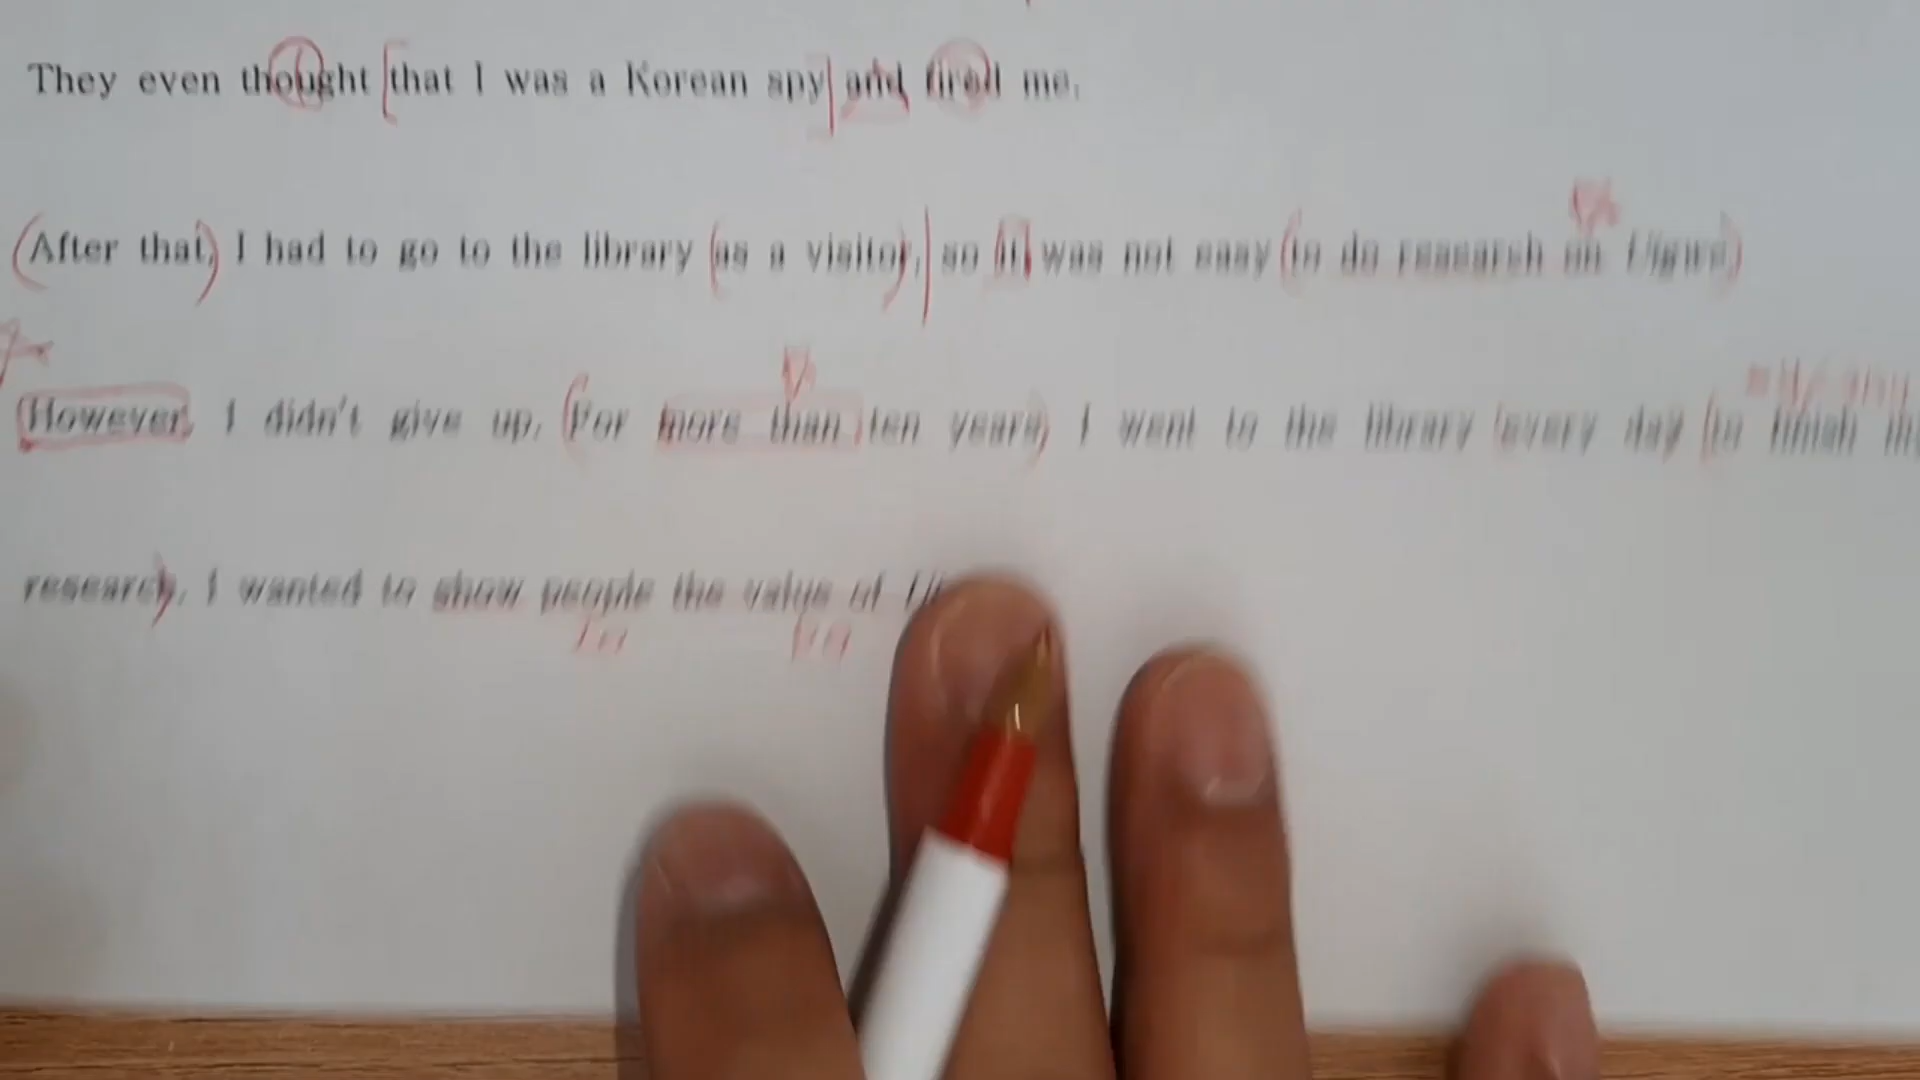 They even thought that I was a Korean spy and fired me.
(After that,) I had to go to the library (as a visitor,) so it was not easy (to do research on Uigwe)
However, I didn't give up. (For more than ten years) I went to the library every day (to finish
research). I wanted to show people the value of